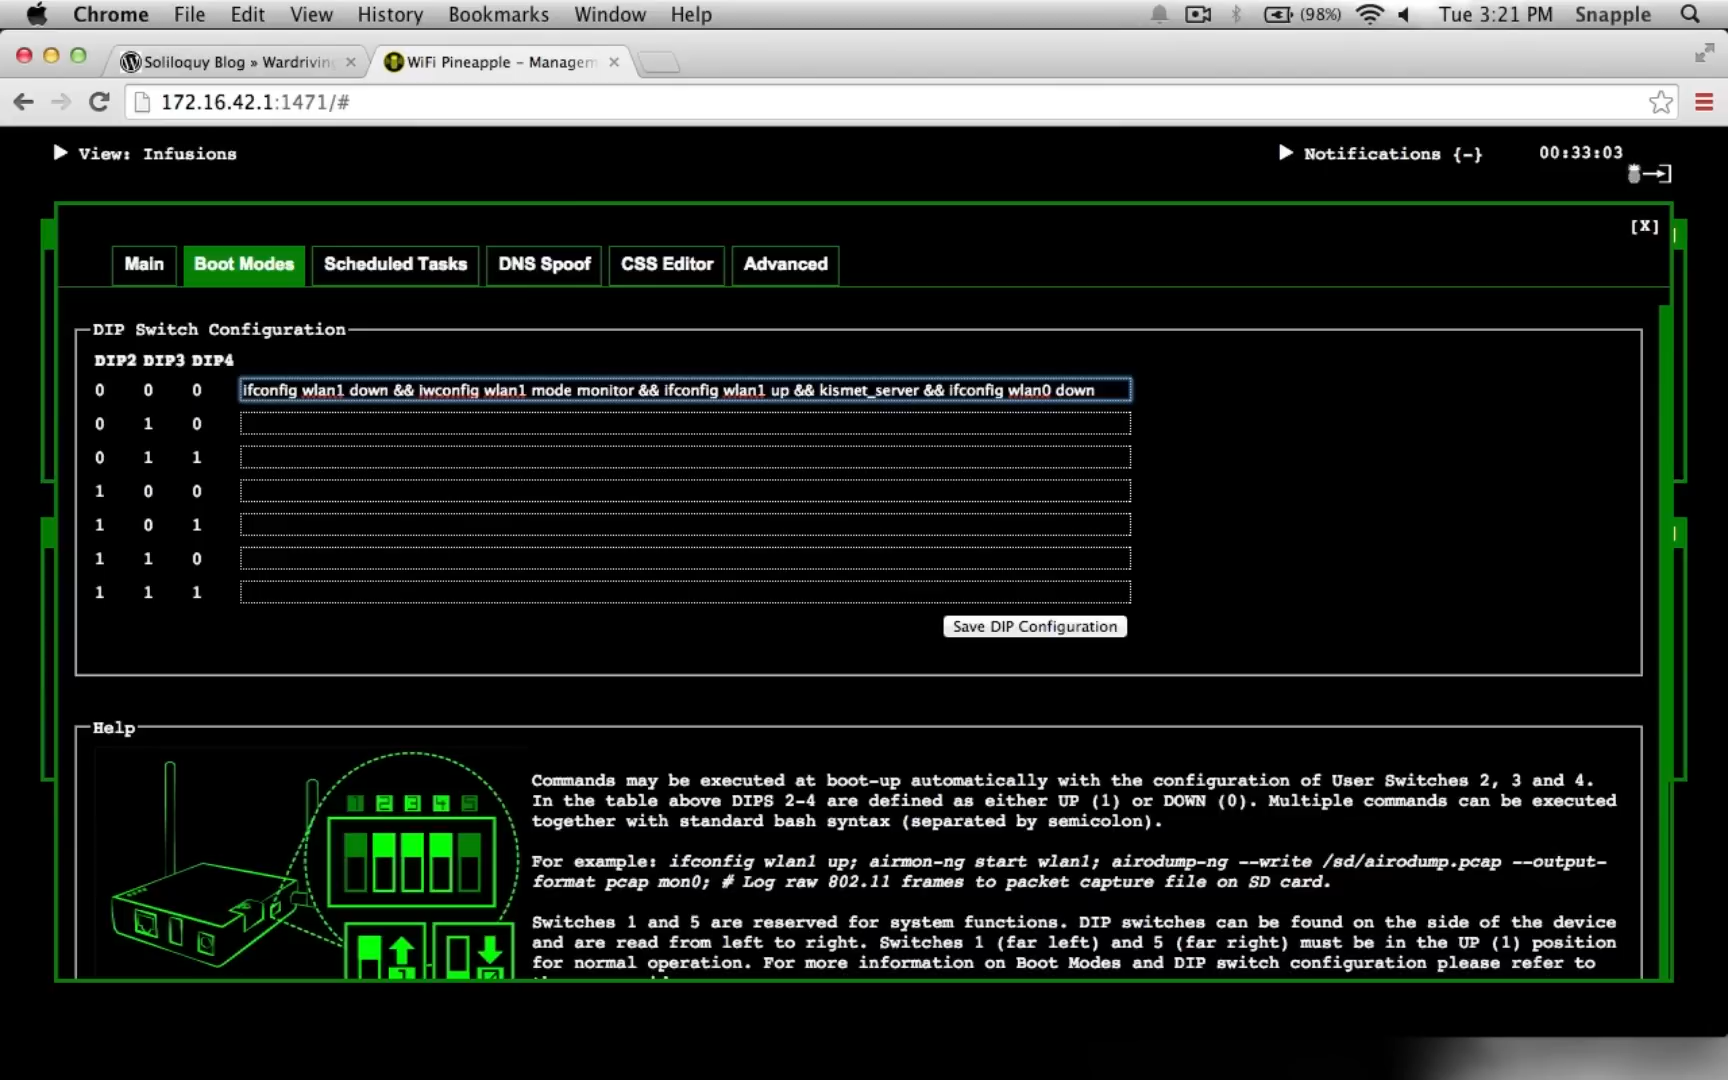 Chrome File Edit View History Bookmarks Window Help (98%) Tue 3:21 PM Snapple
Soliloquy Blog » Wardriving WiFi Pineapple – Managem
172.16.42.1:1471/#
View: Infusions Notifications {-} 00:33:03
[X]
Main Boot Modes Scheduled Tasks DNS Spoof CSS Editor Advanced
DIP Switch Configuration
DIP2 DIP3 DIP4
0 0 0 ifconfig wlan1 down && iwconfig wlan1 mode monitor && ifconfig wlan1 up && kismet_server && ifconfig wlan0 down
0 1 0
0 1 1
1 0 0
1 0 1
1 1 0
1 1 1
Save DIP Configuration
Help
1 2 3 4 5
Commands may be executed at boot-up automatically with the configuration of User Switches 2, 3 and 4.
In the table above DIPS 2-4 are defined as either UP (1) or DOWN (0). Multiple commands can be executed
together with standard bash syntax (separated by semicolon).
For example: ifconfig wlan1 up; airmon-ng start wlan1; airodump-ng --write /sd/airodump.pcap --output-
format pcap mon0; # Log raw 802.11 frames to packet capture file on SD card.
Switches 1 and 5 are reserved for system functions. DIP switches can be found on the side of the device
and are read from left to right. Switches 1 (far left) and 5 (far right) must be in the UP (1) position
for normal operation. For more information on Boot Modes and DIP switch configuration please refer to